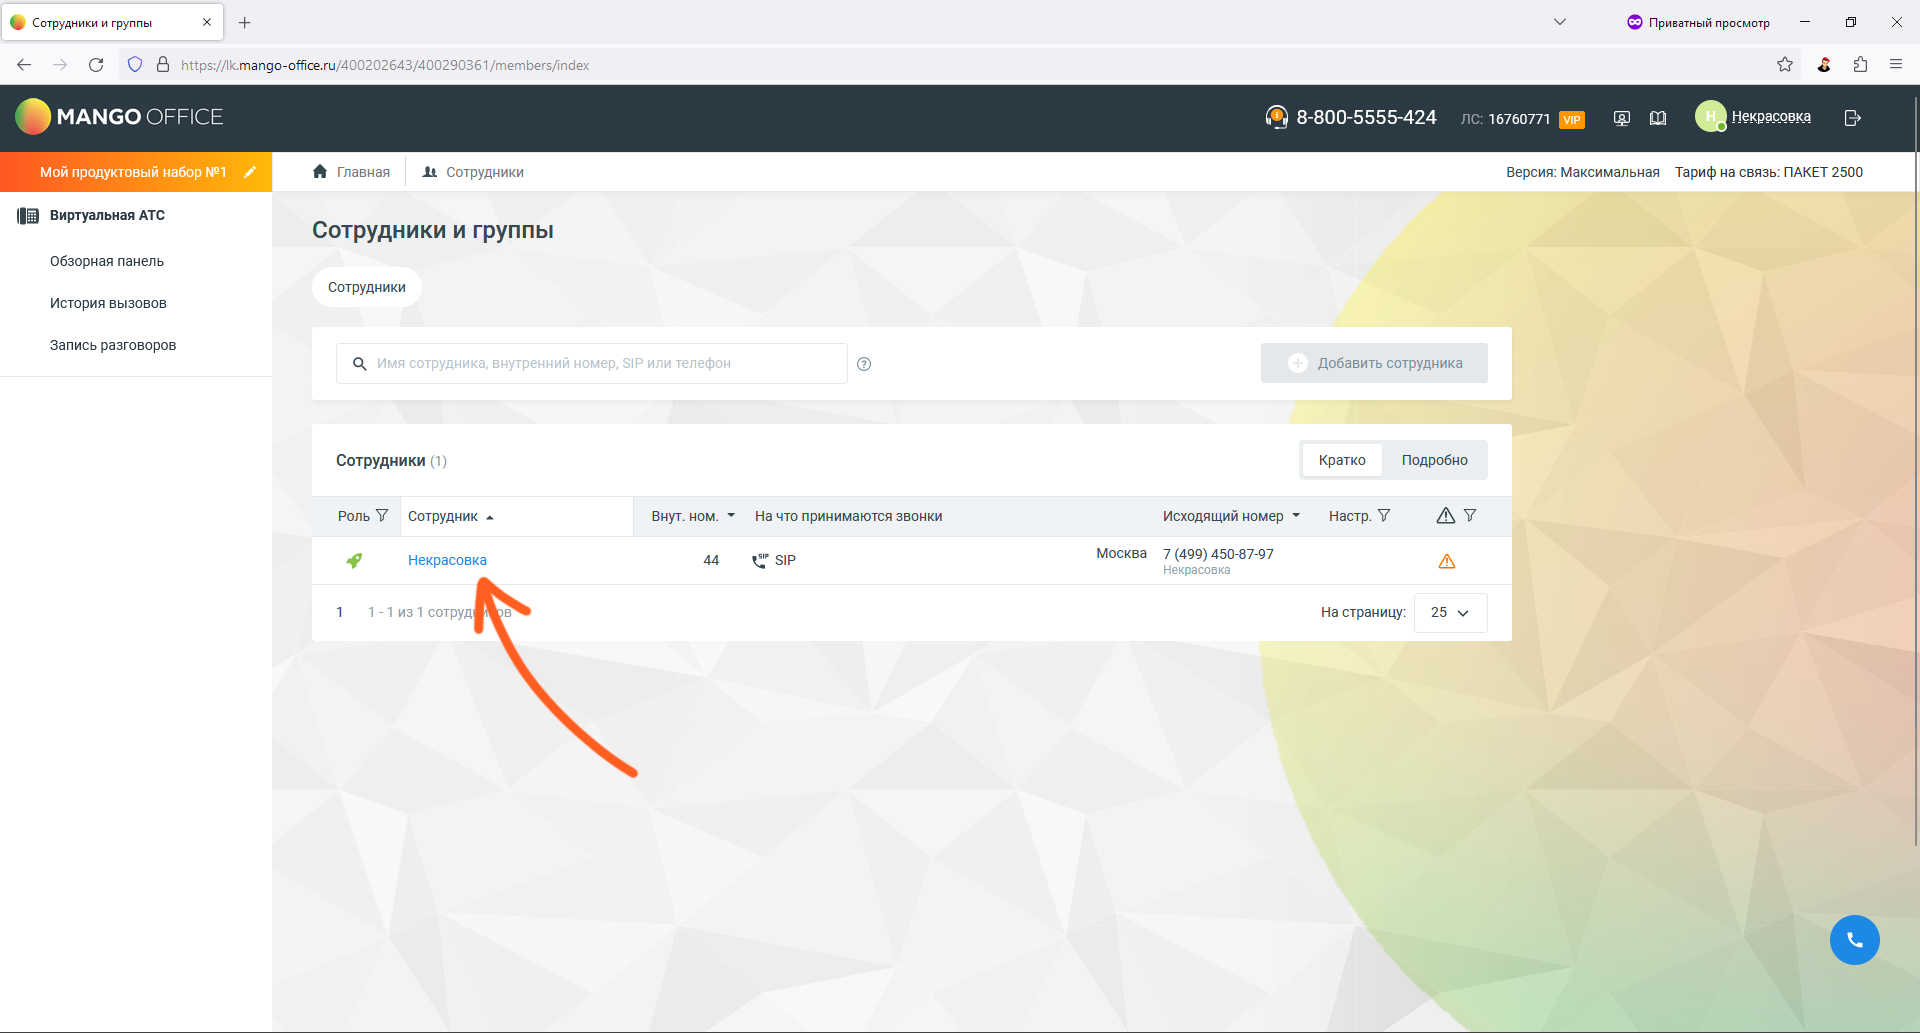 Сотрудники и группы
Приватный просмотр
https://lk.mango-office.ru/400202643/400290361/members/index
MANGO OFFICE
8-800-5555-424
ЛС: 16760771 VIP
Н
Некрасовка
Мой продуктовый набор №1
Главная
Сотрудники
Версия: Максимальная
Тариф на связь: ПАКЕТ 2500
Виртуальная АТС
Обзорная панель
История вызовов
Запись разговоров
Сотрудники и группы
Сотрудники
Имя сотрудника, внутренний номер, SIP или телефон
?
Добавить сотрудника
Сотрудники (1)
Кратко
Подробно
Роль
Сотрудник
Внут. ном.
На что принимаются звонки
Исходящий номер
Настр.
Некрасовка
44
SIP
SIP
Москва
7 (499) 450-87-97
Некрасовка
1
1 - 1 из 1 сотрудников
На страницу:
25